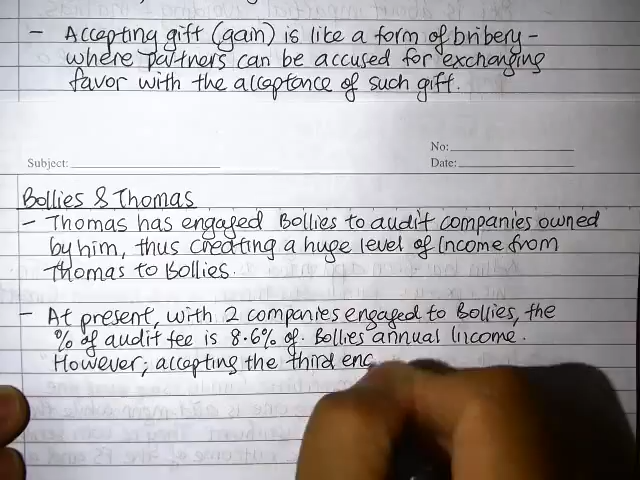 - Accepting gift (gain) is like a form of bribery -
where partners can be accused for exchanging
favor with the acceptance of such gift.
No:
Subject:
Date:
Bollies & Thomas
- Thomas has engaged Bollies to audit companies owned
by him, thus creating a huge level of Income from
Thomas to Bollies.
- At present, with 2 companies engaged to Bollies, the
% of audit fee is 8.6% of. Bollies annual Income.
However; accepting the third eng